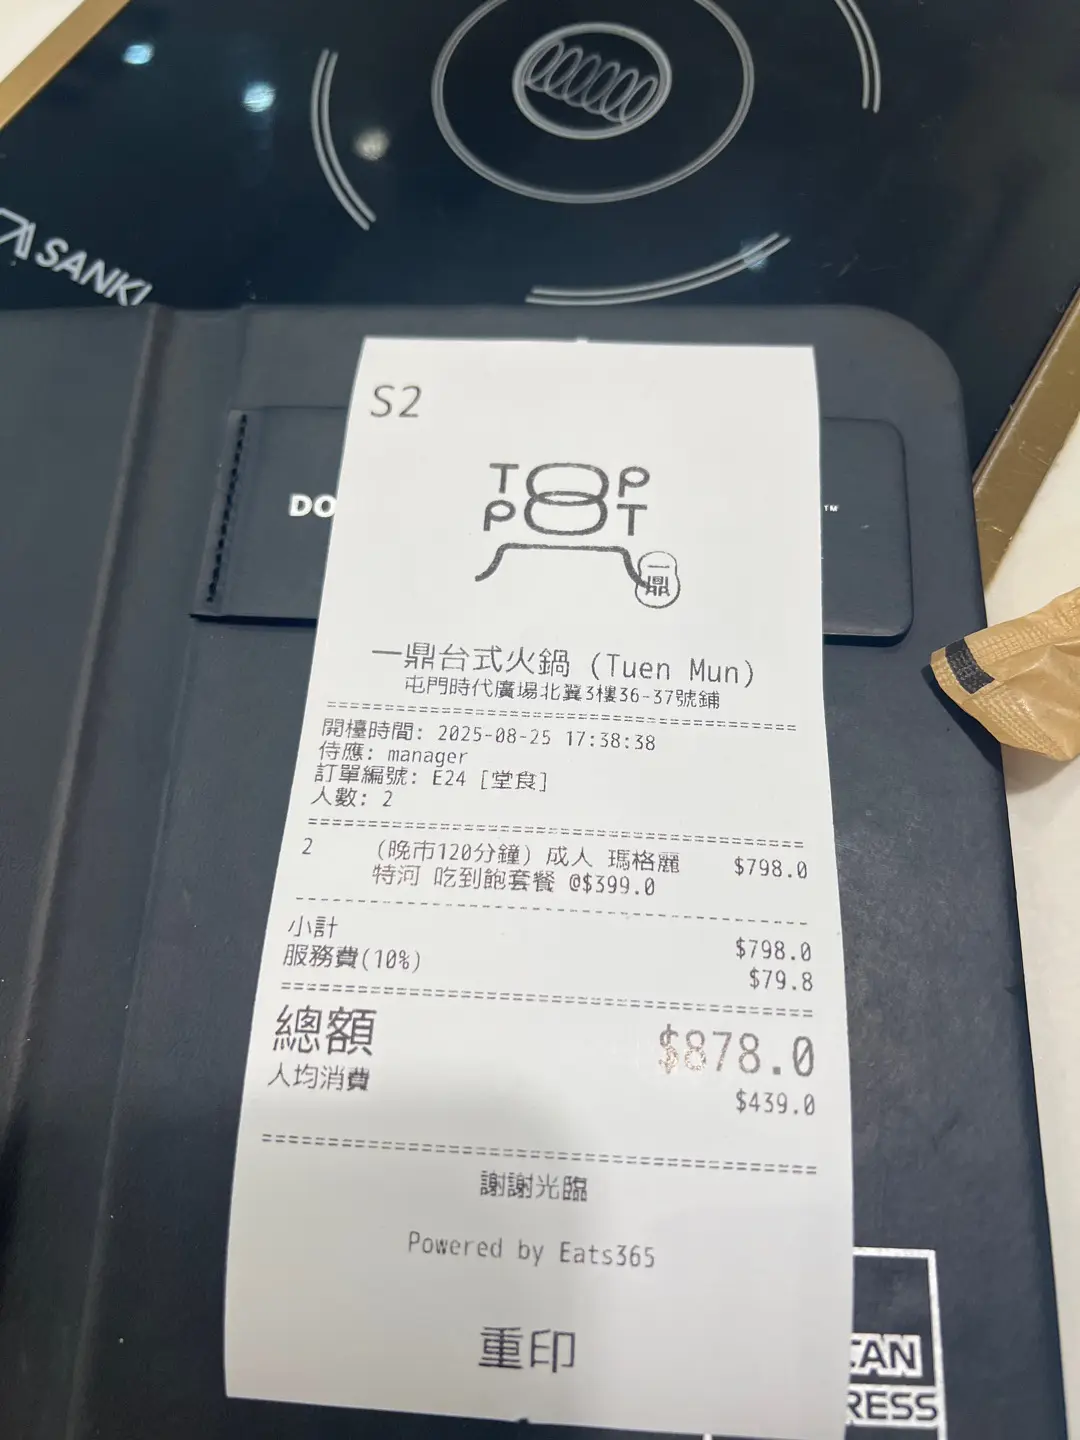 SANKI
S2
DO
TOP
POT
一鼎
™
一鼎台式火鍋 (Tuen Mun)
屯門時代廣場北翼3樓36-37號鋪
開檯時間: 2025-08-25 17:38:38
侍應: manager
訂單編號: E24 [堂食]
人數: 2
2 (晚市120分鐘) 成人 瑪格麗 $798.0
特河 吃到飽套餐 @$399.0
小計 $798.0
服務費(10%) $79.8
總額 $878.0
人均消費 $439.0
謝謝光臨
Powered by Eats365
重印
CAN
RESS